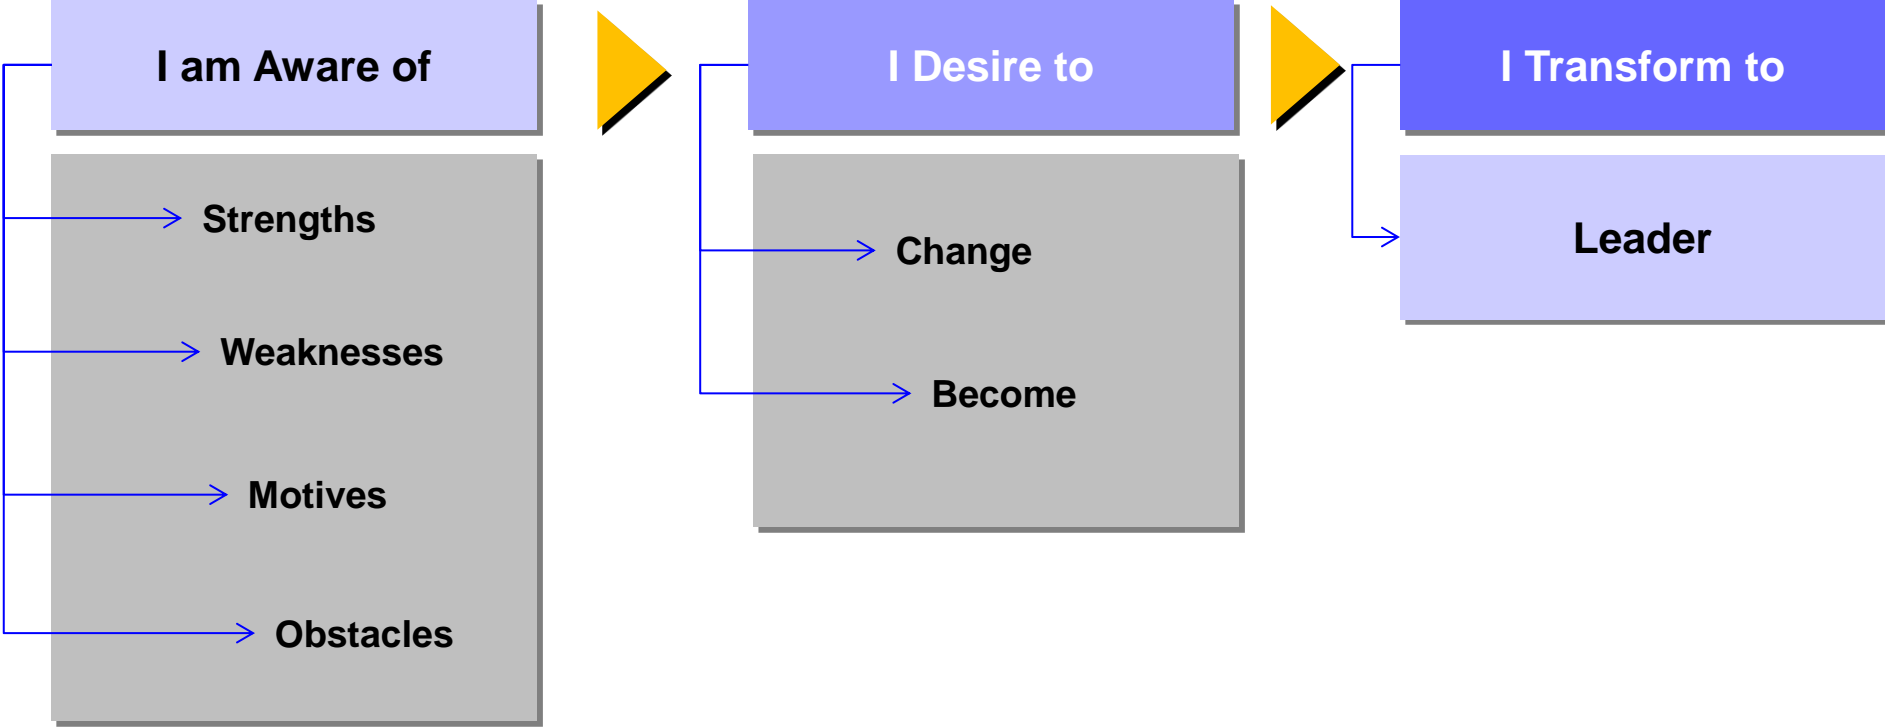 I am Aware of
Strengths
Weaknesses
Motives
Obstacles
I Desire to
Change
Become
I Transform to
Leader